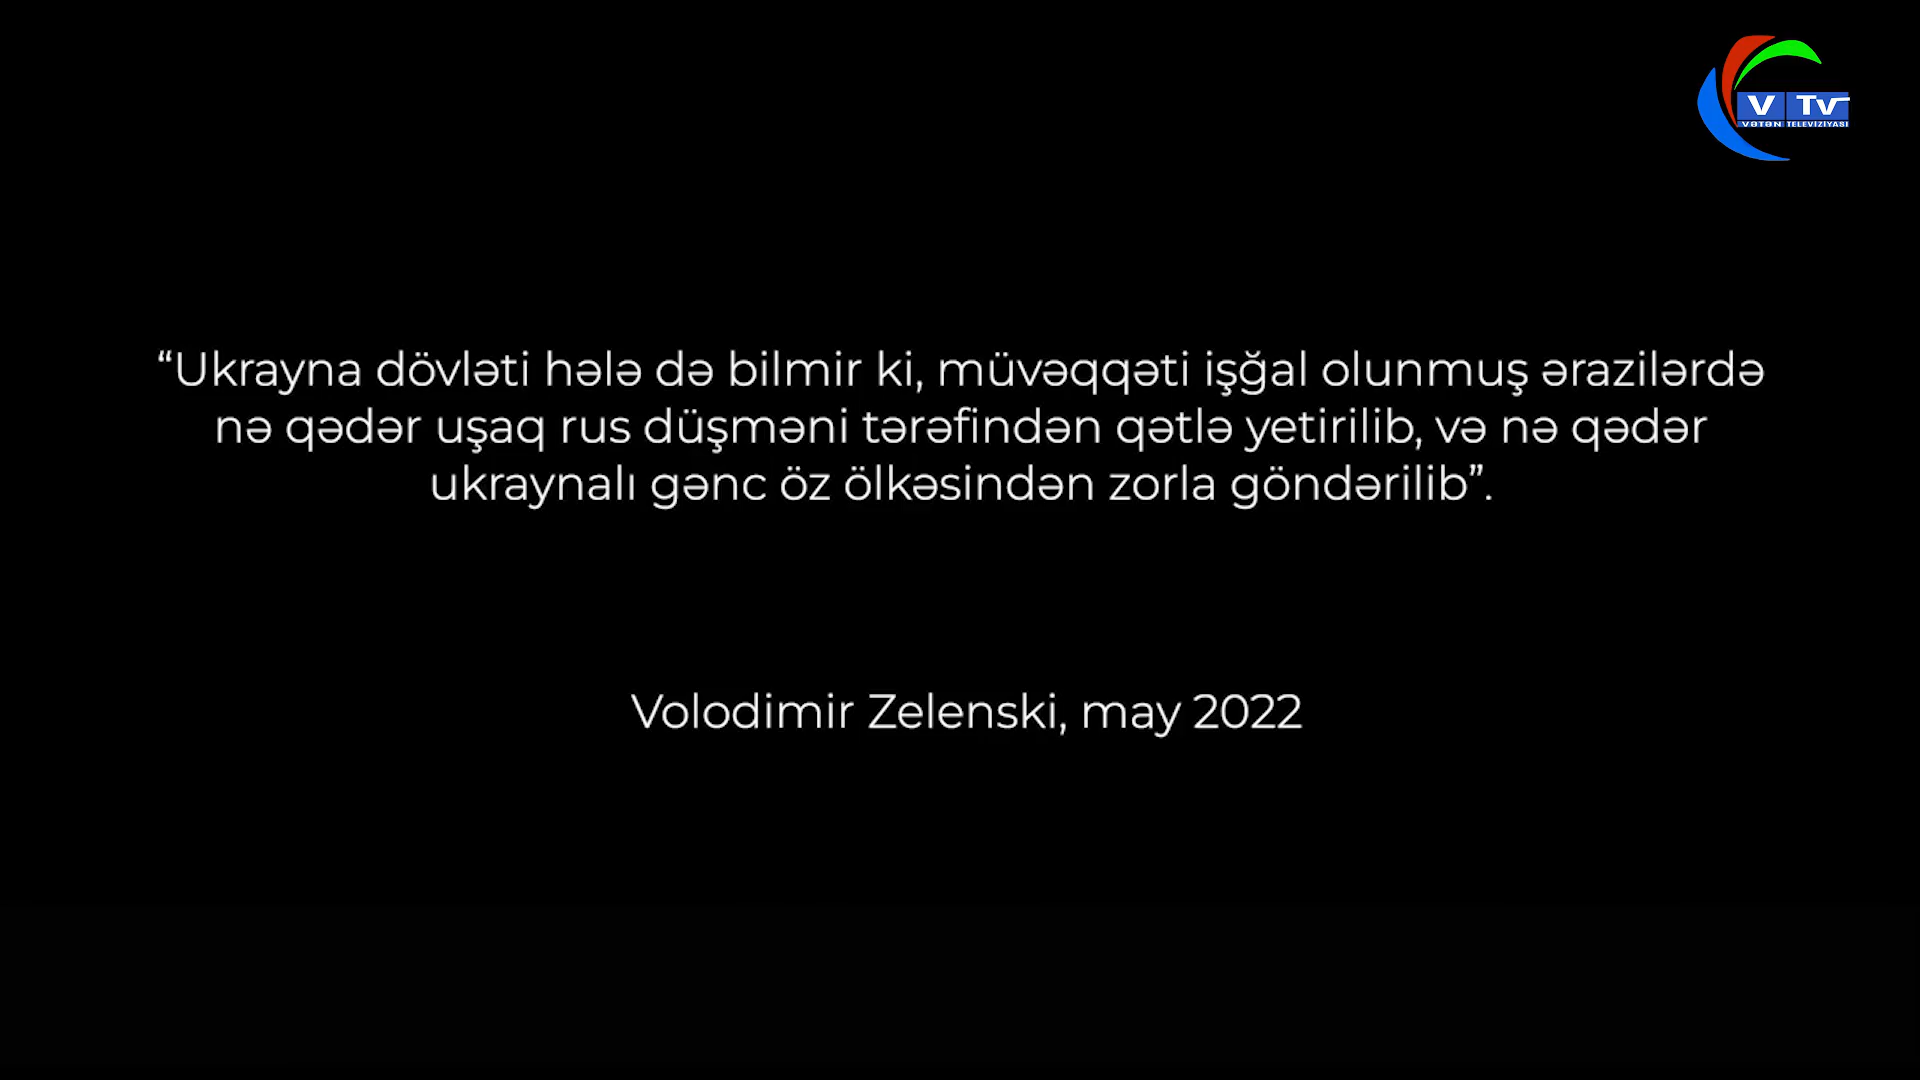 V TV
VƏTƏN TELEVİZİYASI
“Ukrayna dövləti hələ də bilmir ki, müvəqqəti işğal olunmuş ərazilərdə
nə qədər uşaq rus düşməni tərəfindən qətlə yetirilib, və nə qədər
ukraynalı gənc öz ölkəsindən zorla göndərilib”.
Volodimir Zelenski, may 2022